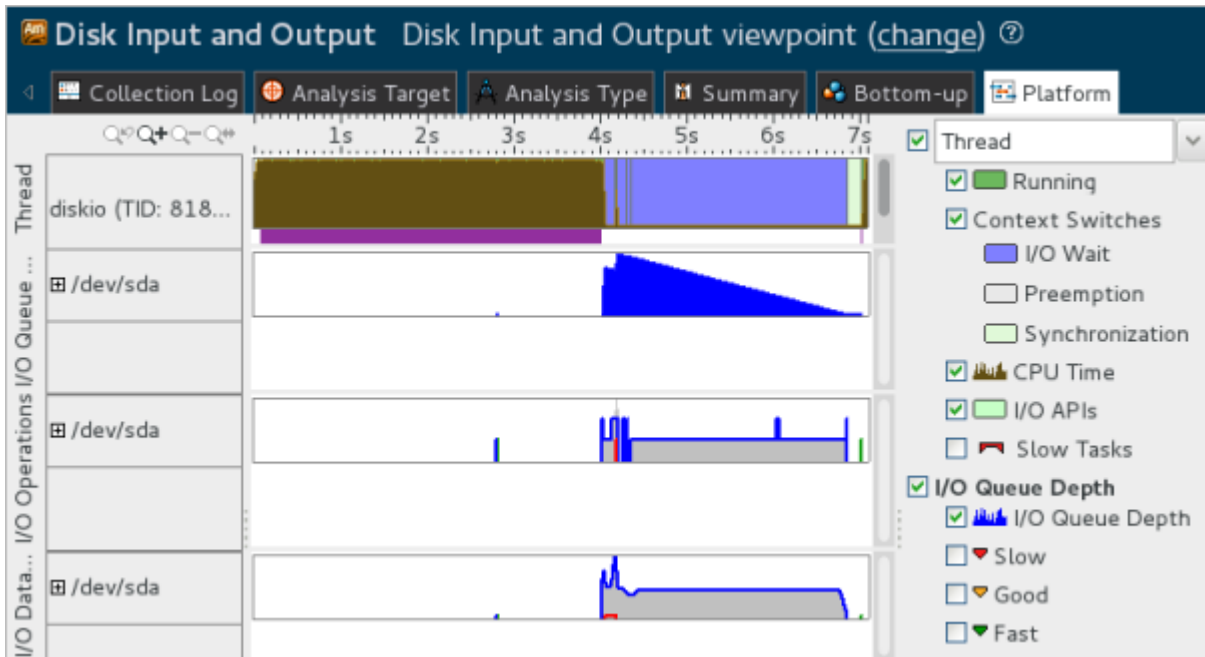 Am Disk Input and Output Disk Input and Output viewpoint (change) ?
Collection Log Analysis Target Analysis Type Summary Bottom-up Platform
1s 2s 3s 4s 5s 6s 7s
Thread
diskio (TID: 818...
I/O Queue ...
/dev/sda
I/O Operations
/dev/sda
I/O Data...
/dev/sda
Thread
Running
Context Switches
I/O Wait
Preemption
Synchronization
CPU Time
I/O APIs
Slow Tasks
I/O Queue Depth
I/O Queue Depth
Slow
Good
Fast